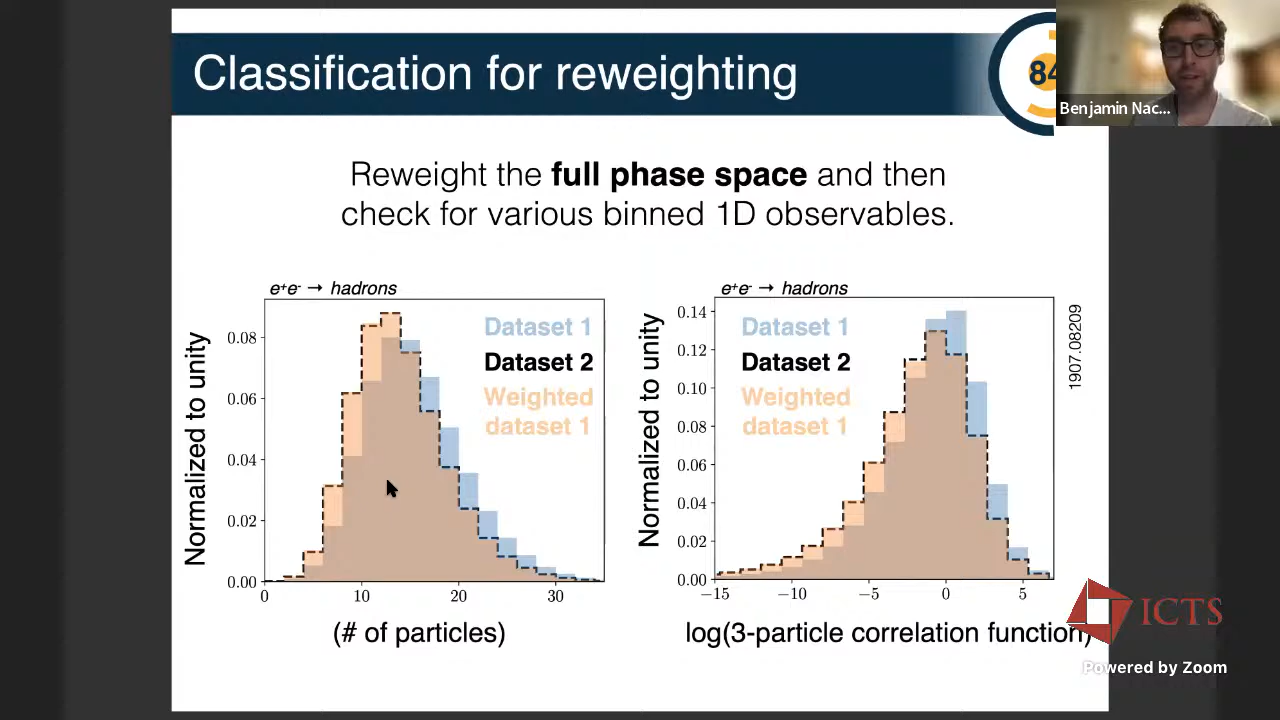 Classification for reweighting
84
Benjamin Nac...
Reweight the full phase space and then
check for various binned 1D observables.
e+e- → hadrons
Normalized to unity
0.08
0.06
0.04
0.02
0.00
0
10
20
30
Dataset 1
Dataset 2
Weighted
dataset 1
(# of particles)
e+e- → hadrons
Normalized to unity
0.14
0.12
0.10
0.08
0.06
0.04
0.02
0.00
−15
−10
−5
0
5
Dataset 1
Dataset 2
Weighted
dataset 1
log(3-particle correlation function)
1907.08209
ICTS
Powered by Zoom